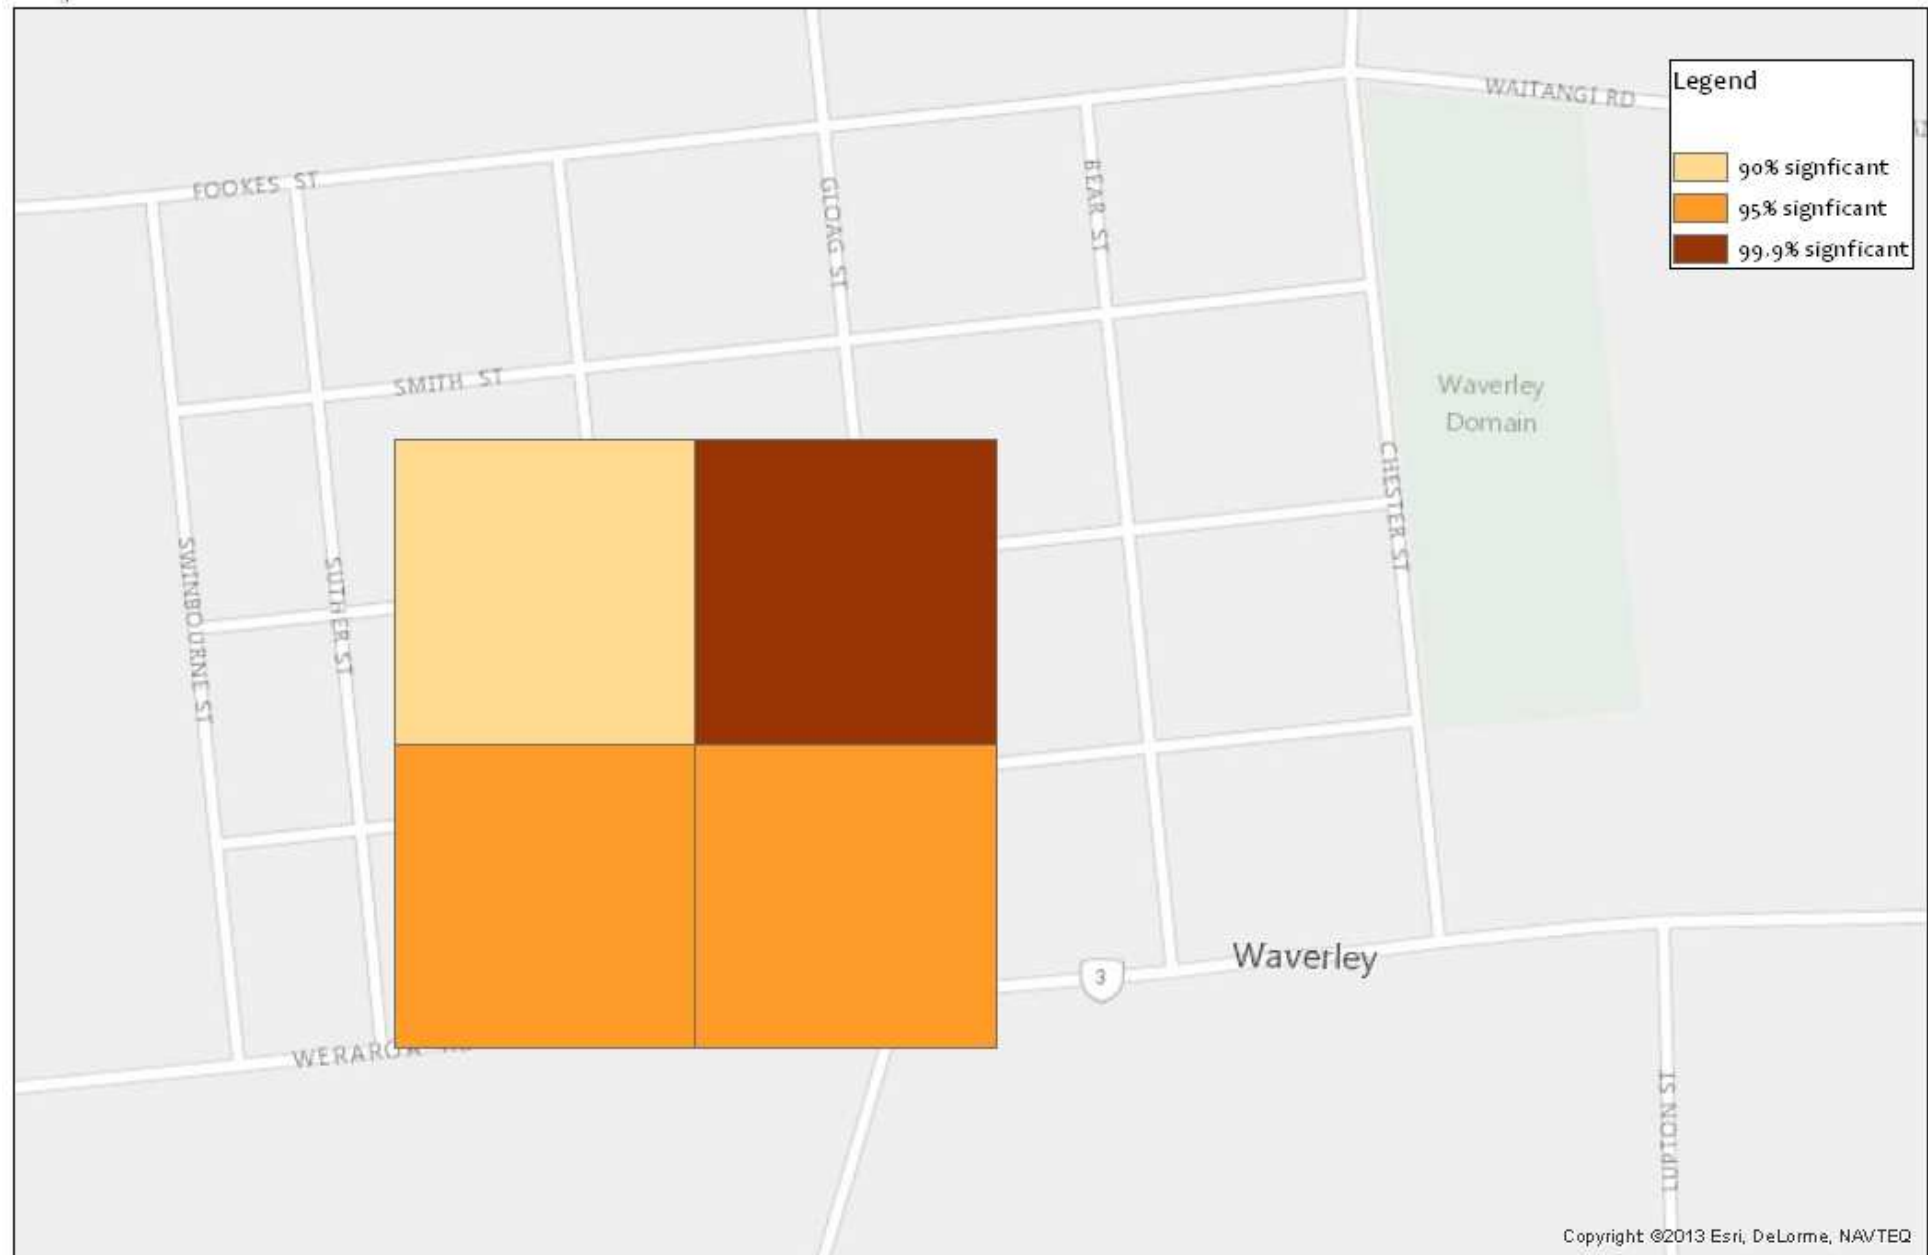 Legend
90% signficant
95% signficant
99.9% signficant
WAITANGI RD
FOOKES ST
GLOAG ST
BEAR ST
SMITH ST
Waverley
Domain
CHESTER ST
SWINBOURNE ST
SUTHER ST
Waverley
3
LUPTON ST
Copyright ©2013 Esri, DeLorme, NAVTEQ